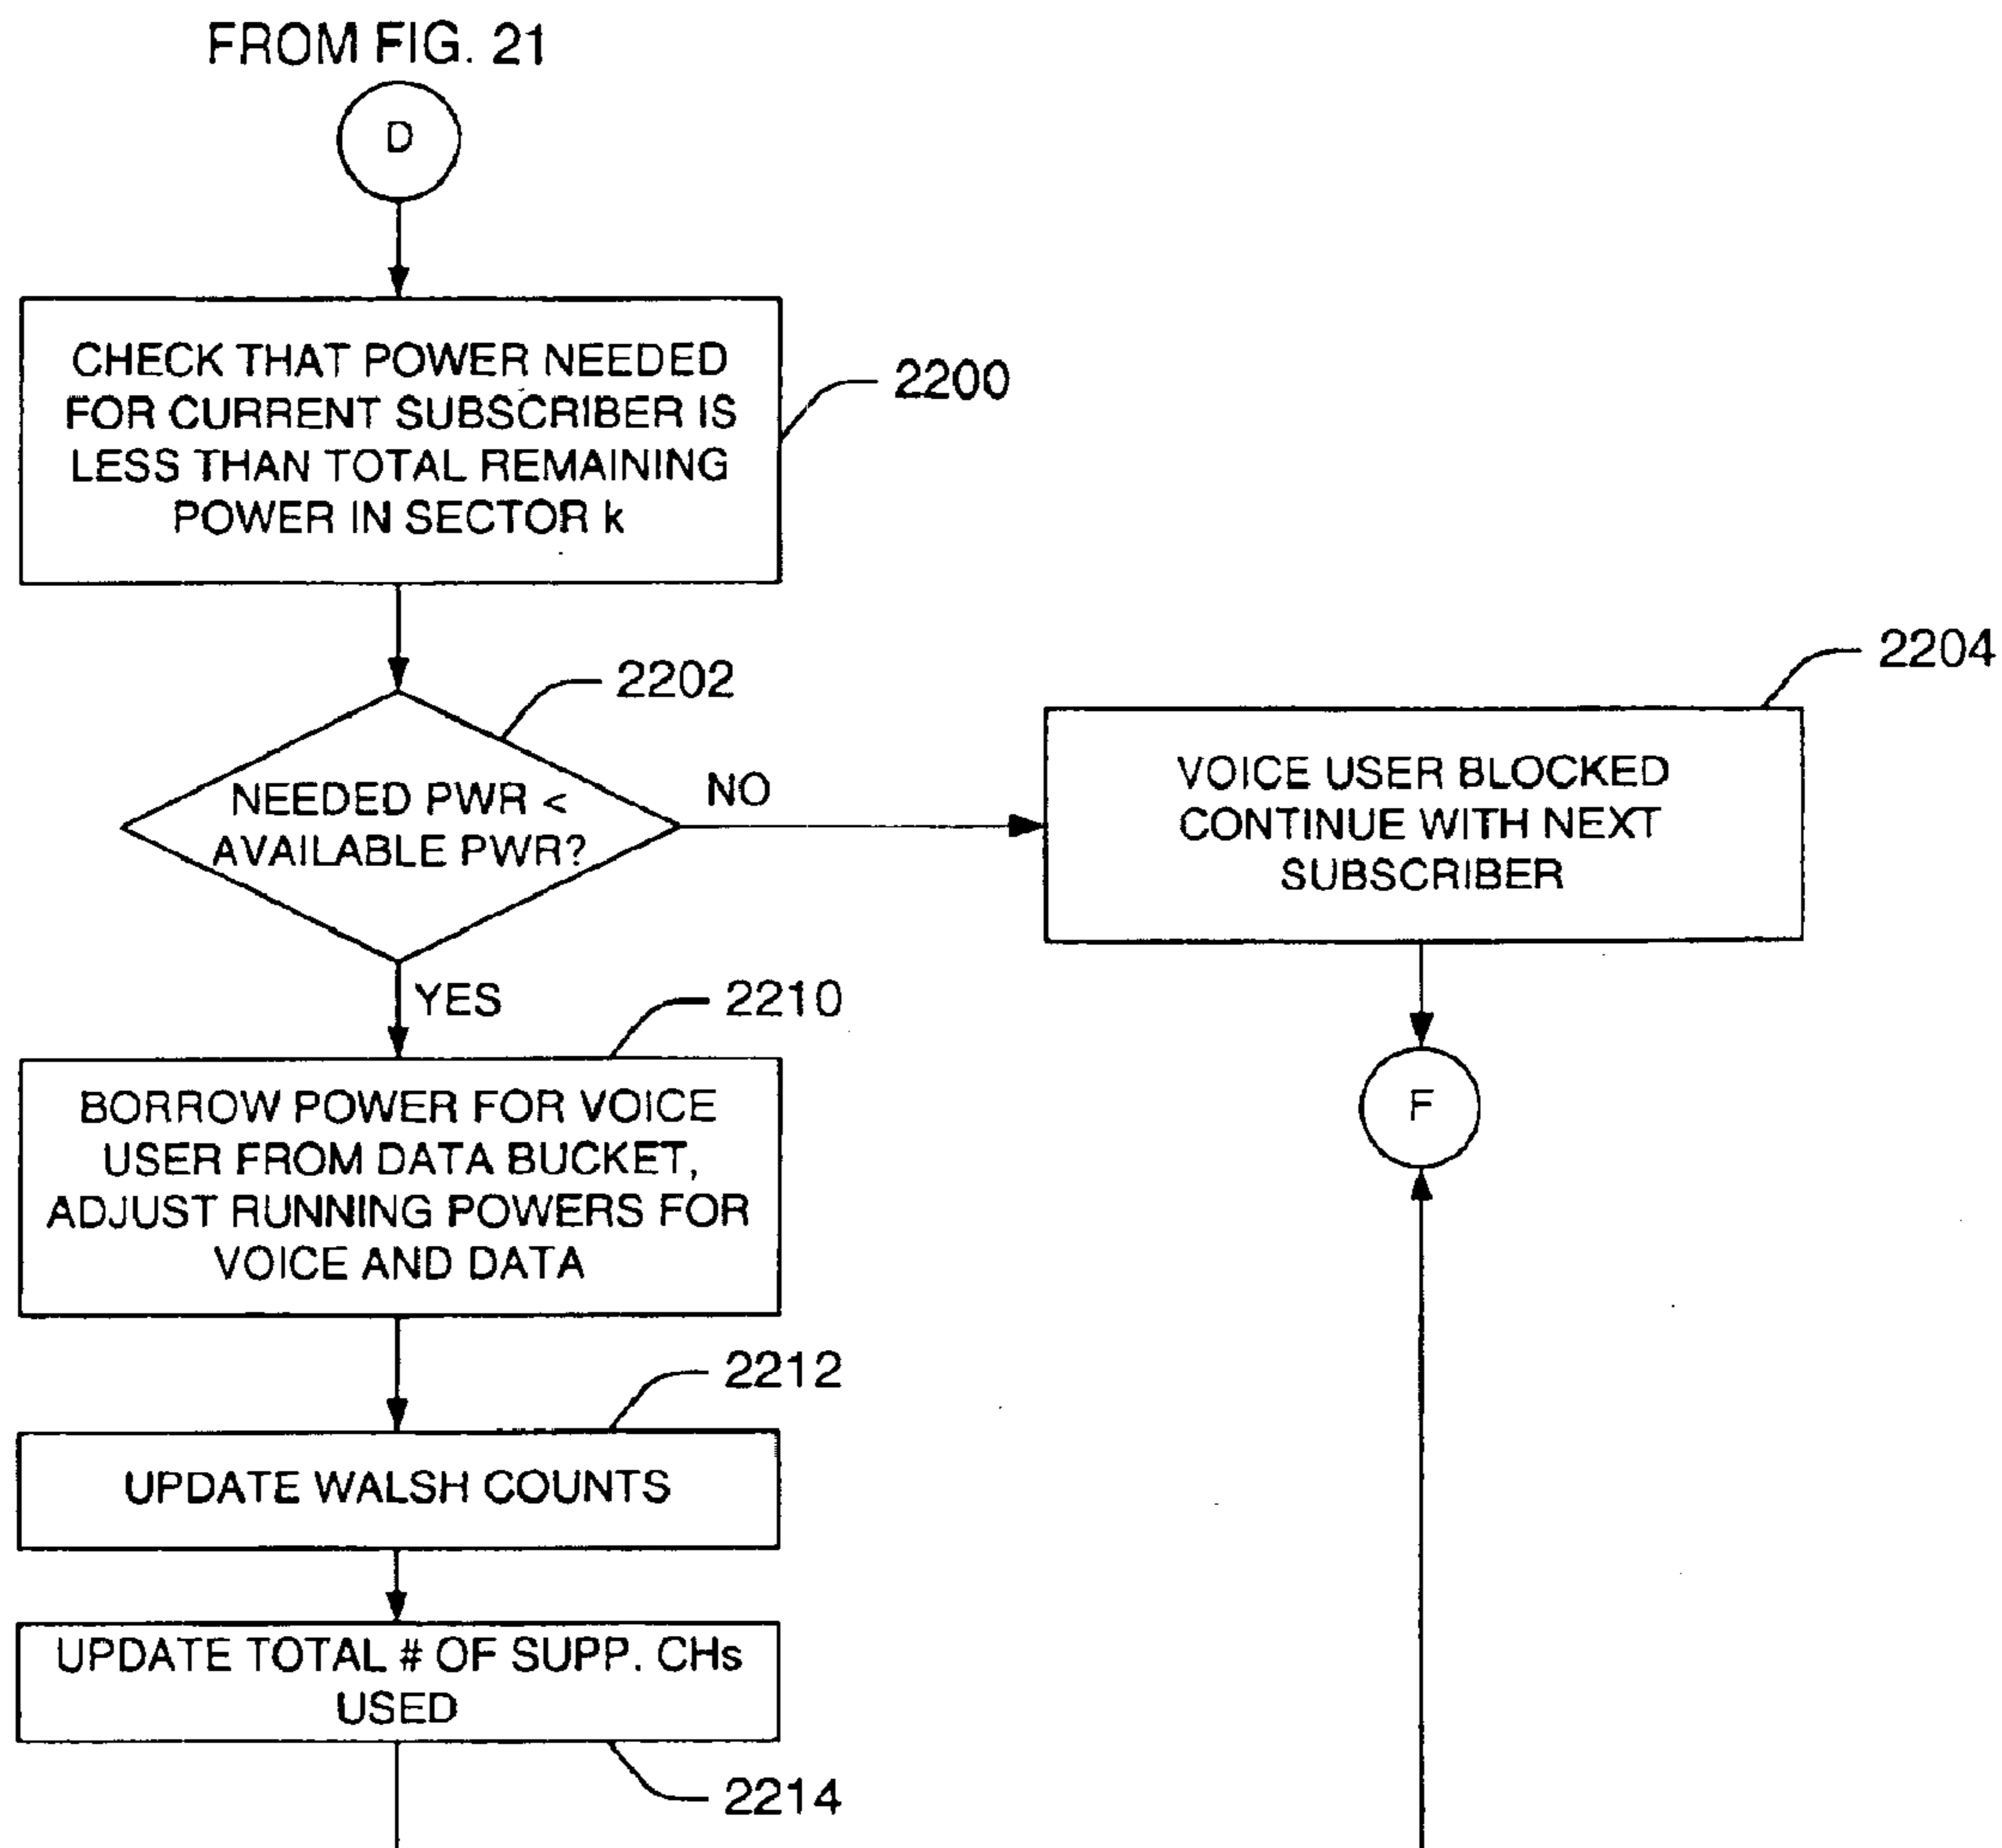 FROM FIG. 21
D
CHECK THAT POWER NEEDED
FOR CURRENT SUBSCRIBER IS
LESS THAN TOTAL REMAINING
POWER IN SECTOR k
2200
2202
NEEDED PWR <
AVAILABLE PWR?
NO
2204
VOICE USER BLOCKED
CONTINUE WITH NEXT
SUBSCRIBER
YES
F
2210
BORROW POWER FOR VOICE
USER FROM DATA BUCKET,
ADJUST RUNNING POWERS FOR
VOICE AND DATA
2212
UPDATE WALSH COUNTS
UPDATE TOTAL # OF SUPP. CHs
USED
2214